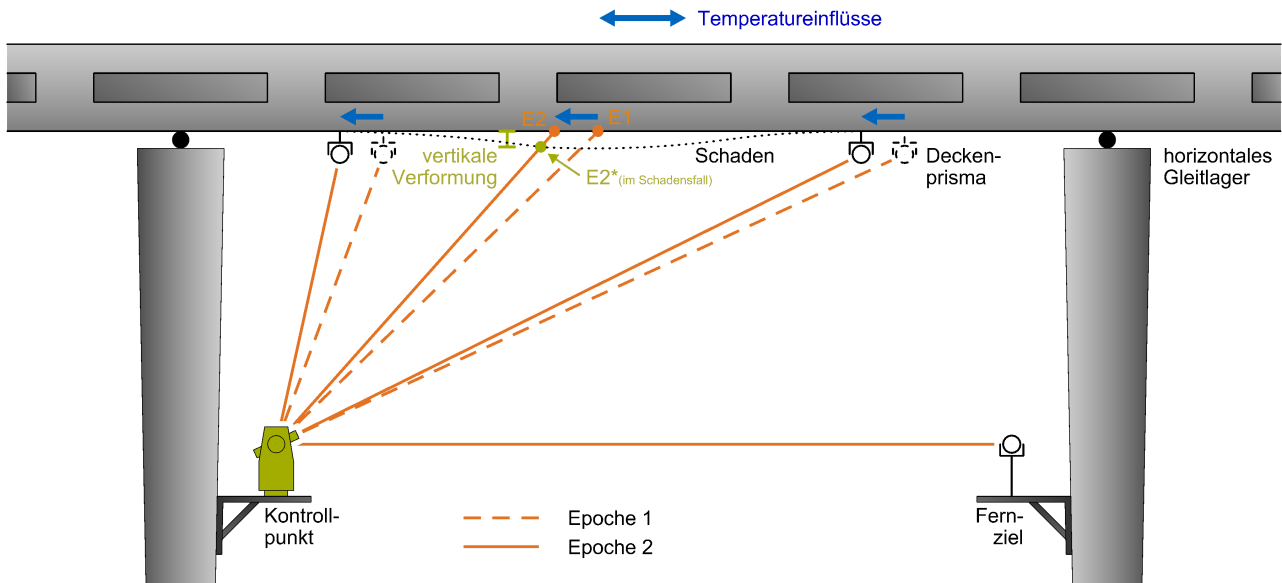 Temperatureinflüsse
E2
E1
vertikale
Verformung
E2*(im Schadensfall)
Schaden
Decken-
prisma
horizontales
Gleitlager
Kontroll-
punkt
Epoche 1
Epoche 2
Fern-
ziel